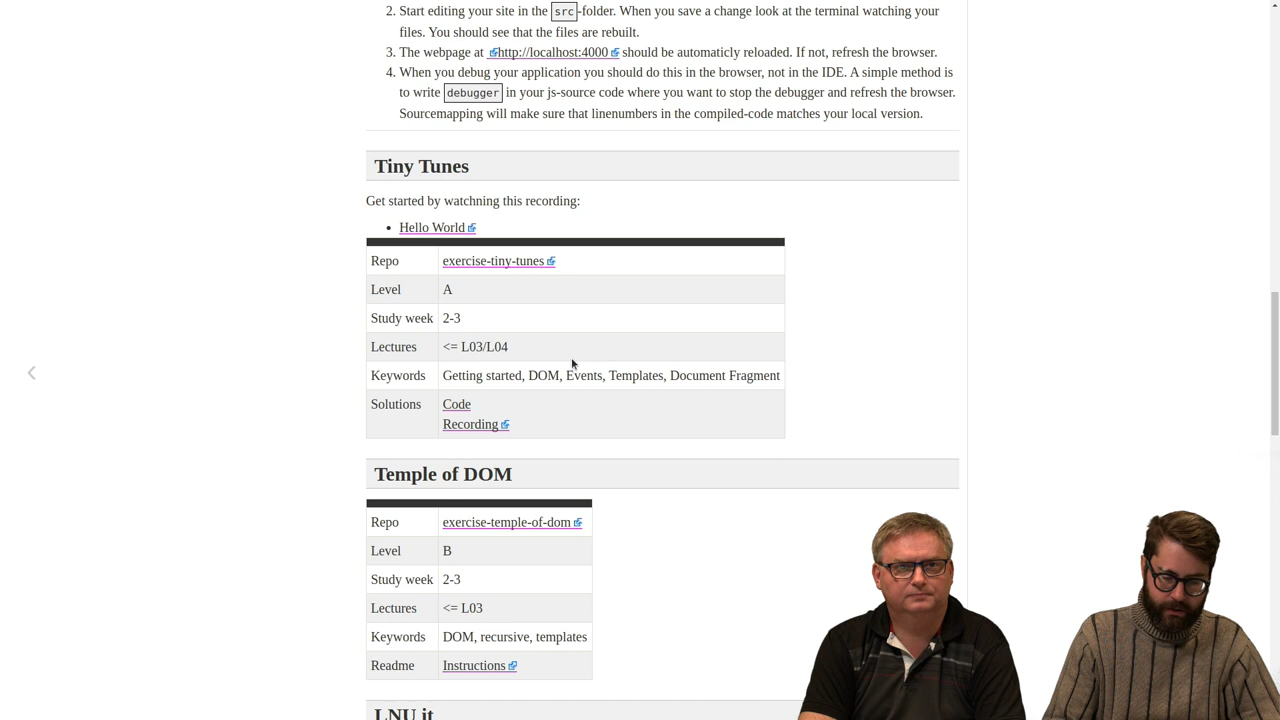 2. Start editing your site in the src-folder. When you save a change look at the terminal watching your
files. You should see that the files are rebuilt.
3. The webpage at http://localhost:4000 should be automaticly reloaded. If not, refresh the browser.
4. When you debug your application you should do this in the browser, not in the IDE. A simple method is
to write debugger in your js-source code where you want to stop the debugger and refresh the browser.
Sourcemapping will make sure that linenumbers in the compiled-code matches your local version.
Tiny Tunes
Get started by watchning this recording:
• Hello World
Repo exercise-tiny-tunes
Level A
Study week 2-3
Lectures <= L03/L04
Keywords Getting started, DOM, Events, Templates, Document Fragment
Solutions Code
Recording
Temple of DOM
Repo exercise-temple-of-dom
Level B
Study week 2-3
Lectures <= L03
Keywords DOM, recursive, templates
Readme Instructions
LNU it